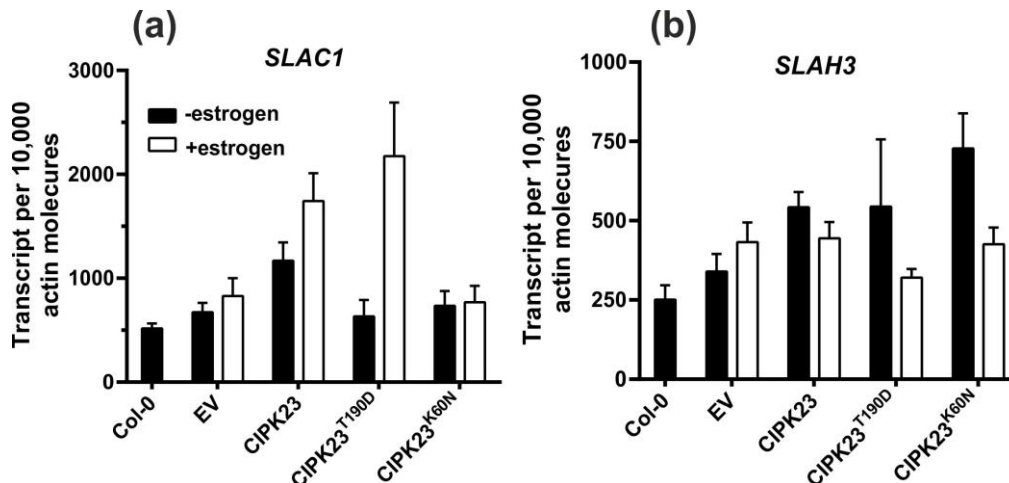 (a)
SLAC1
Transcript per 10,000
actin molecures
3000
2000
1000
0
-estrogen
+estrogen
Col-0
EV
CIPK23
CIPK23T190D
CIPK23K60N
(b)
SLAH3
Transcript per 10,000
actin molecures
1000
750
500
250
0
Col-0
EV
CIPK23
CIPK23T190D
CIPK23K60N